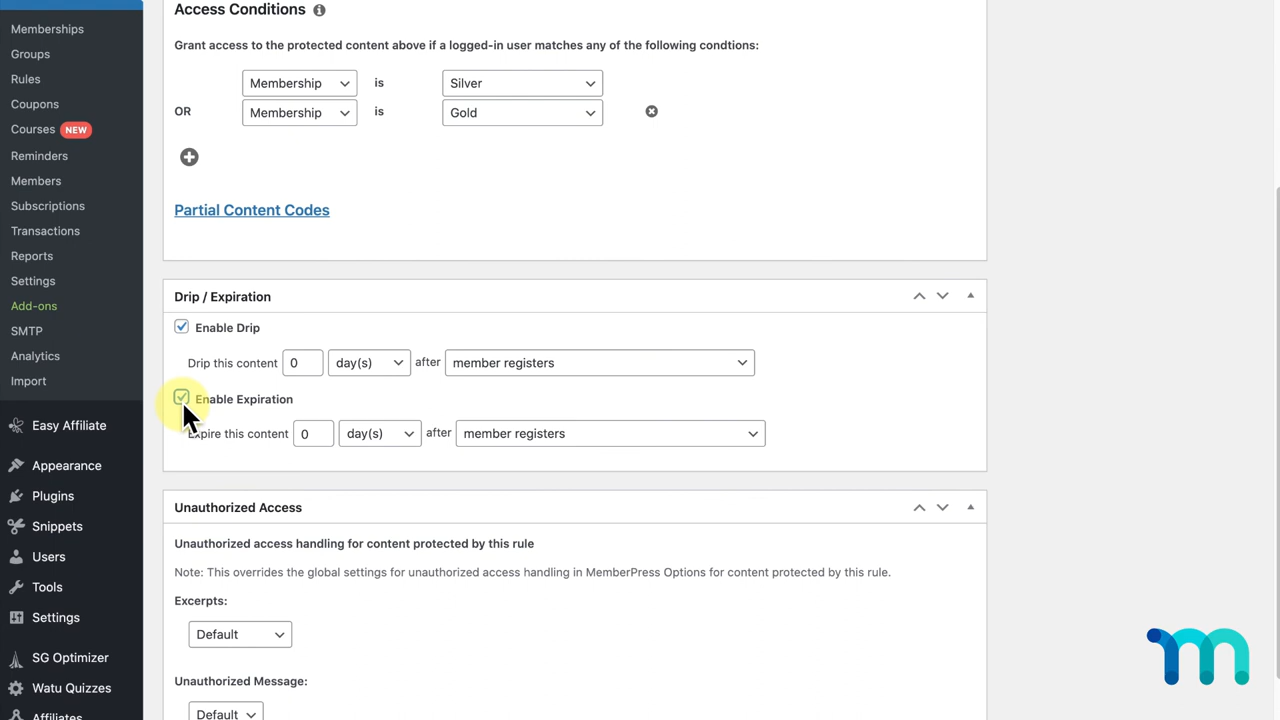 Memberships
Groups
Rules
Coupons
Courses NEW
Reminders
Members
Subscriptions
Transactions
Reports
Settings
Add-ons
SMTP
Analytics
Import
Easy Affiliate
Appearance
Plugins
Snippets
Users
Tools
Settings
SG Optimizer
Watu Quizzes
Affiliates
Access Conditions
Grant access to the protected content above if a logged-in user matches any of the following condtions:
Membership is Silver
OR Membership is Gold
Partial Content Codes
Drip / Expiration
Enable Drip
Drip this content 0 day(s) after member registers
Enable Expiration
Expire this content 0 day(s) after member registers
Unauthorized Access
Unauthorized access handling for content protected by this rule
Note: This overrides the global settings for unauthorized access handling in MemberPress Options for content protected by this rule.
Excerpts:
Default
Unauthorized Message:
Default
m